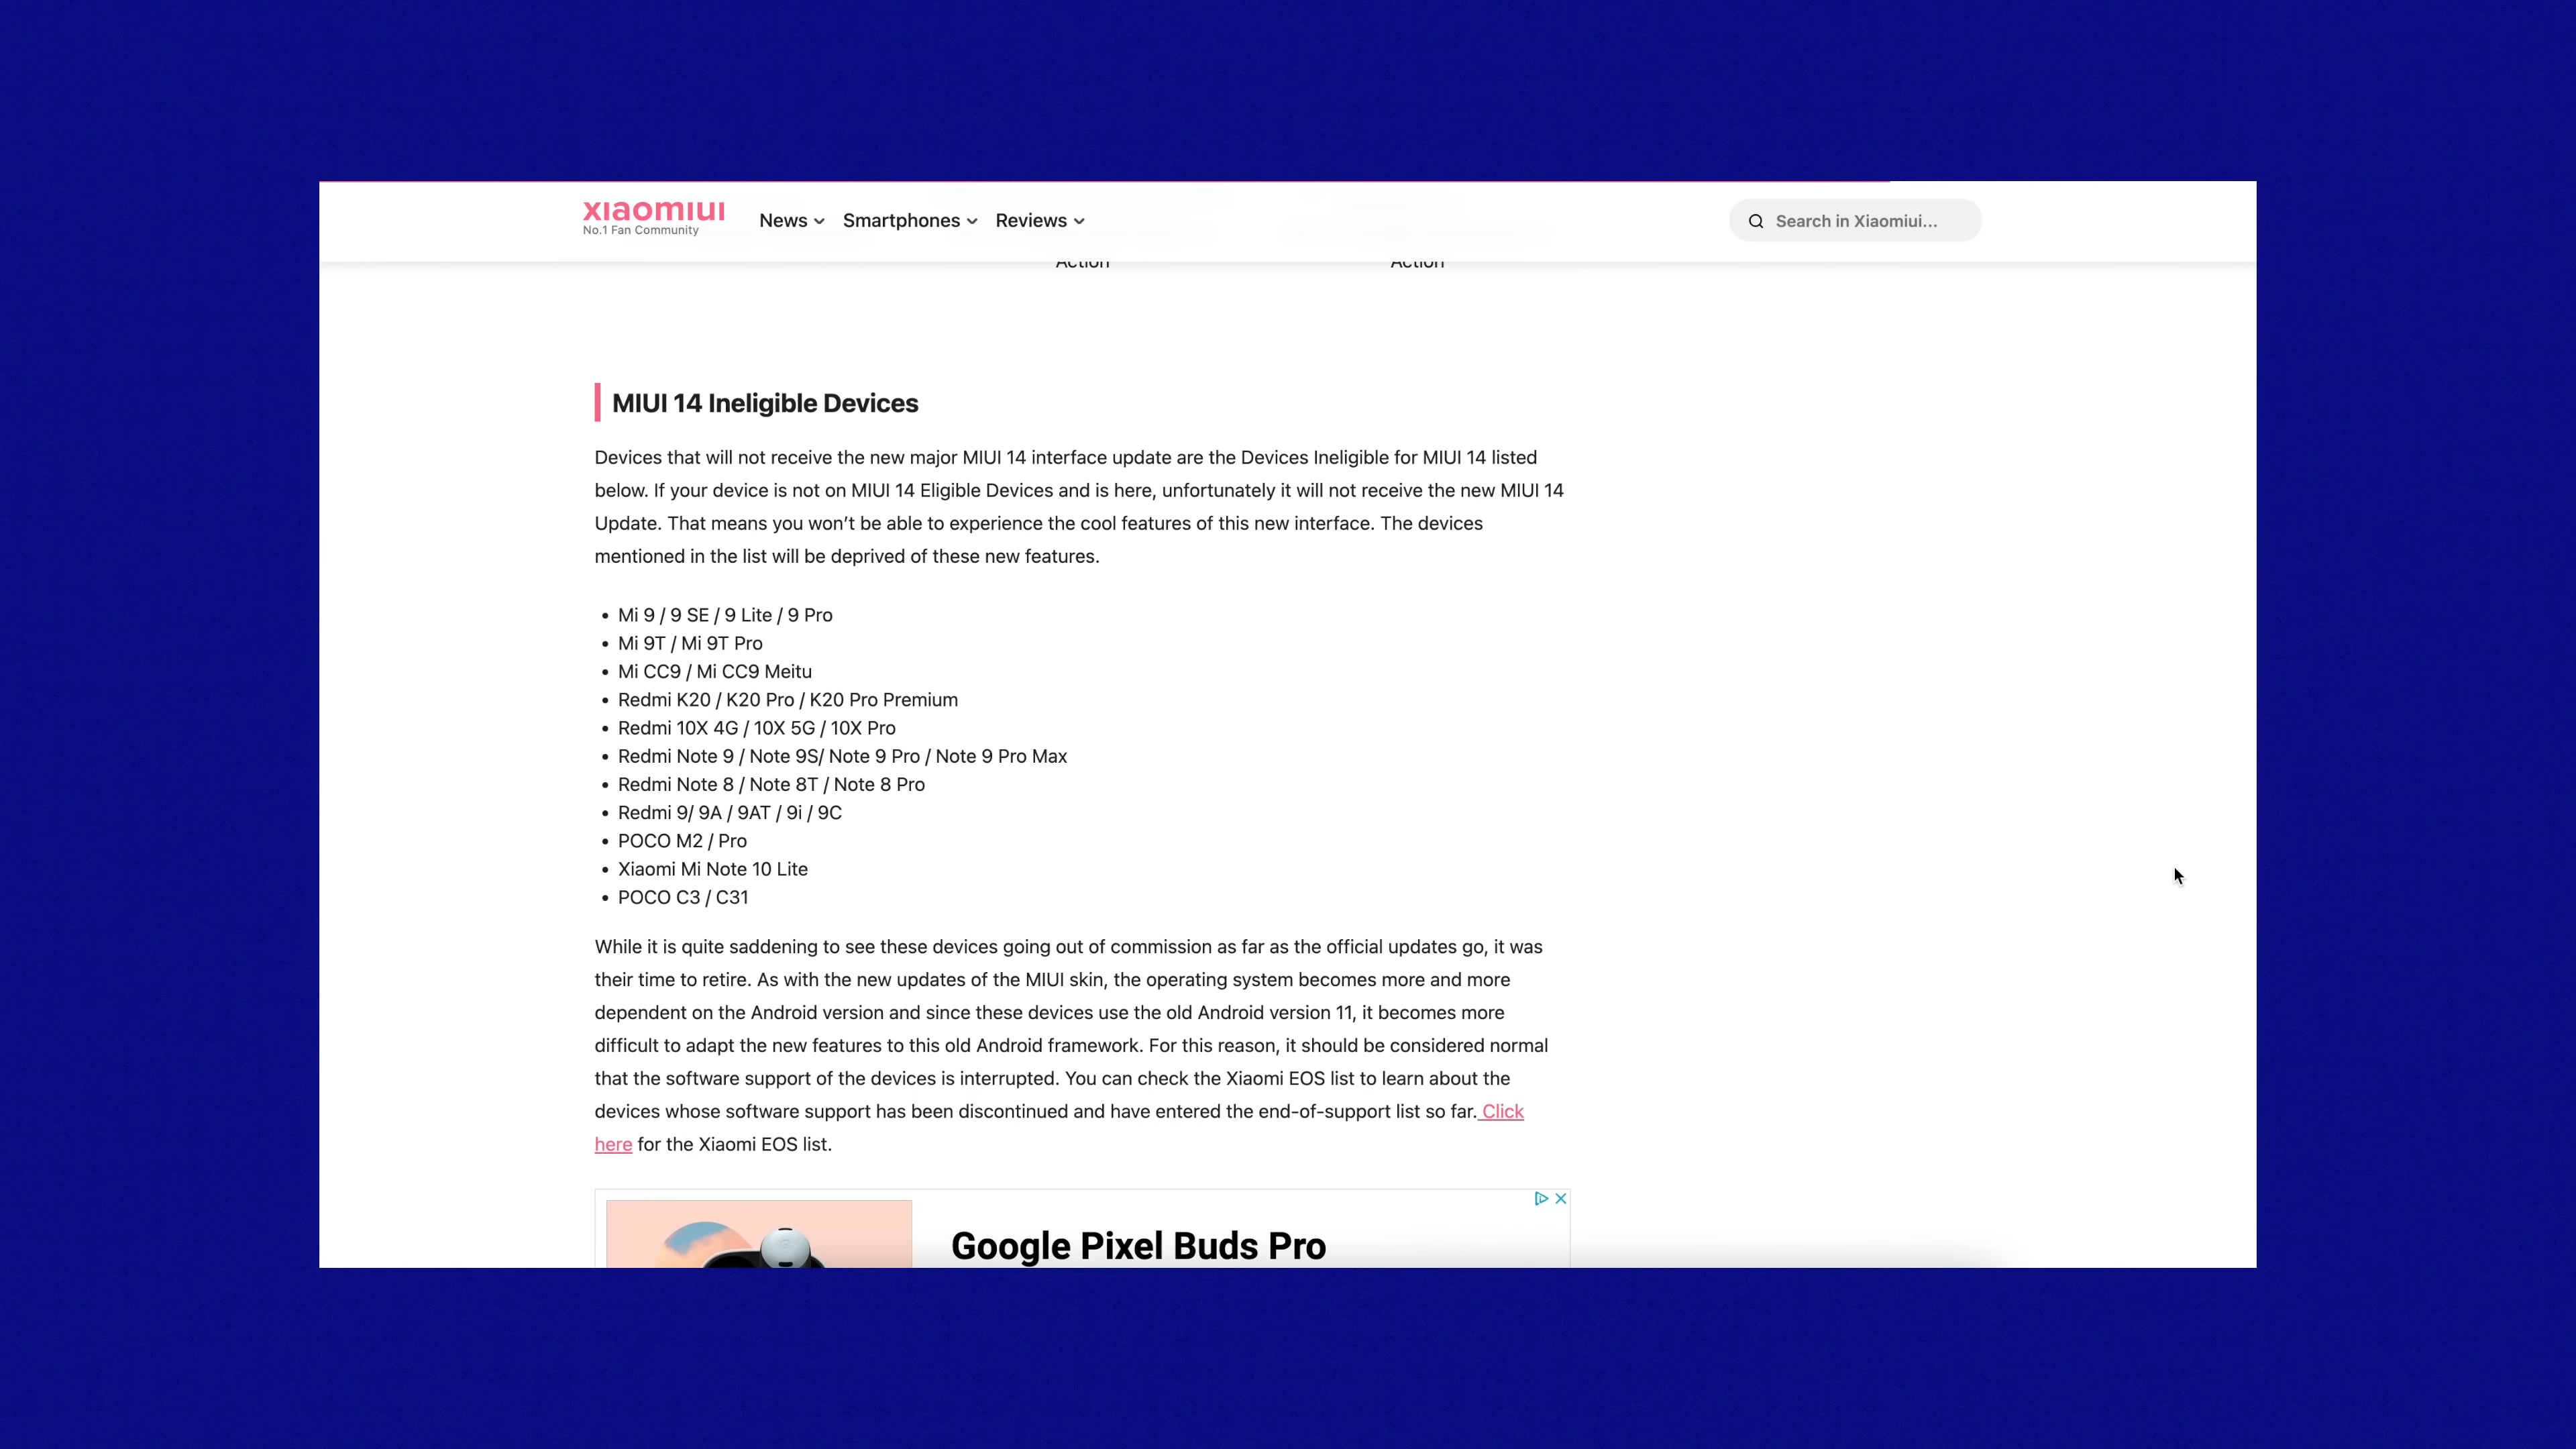 xiaomiui
No.1 Fan Community
News
Smartphones
Reviews
Search in Xiaomiui...
Action
Action
MIUI 14 Ineligible Devices
Devices that will not receive the new major MIUI 14 interface update are the Devices Ineligible for MIUI 14 listed
below. If your device is not on MIUI 14 Eligible Devices and is here, unfortunately it will not receive the new MIUI 14
Update. That means you won’t be able to experience the cool features of this new interface. The devices
mentioned in the list will be deprived of these new features.
• Mi 9 / 9 SE / 9 Lite / 9 Pro
• Mi 9T / Mi 9T Pro
• Mi CC9 / Mi CC9 Meitu
• Redmi K20 / K20 Pro / K20 Pro Premium
• Redmi 10X 4G / 10X 5G / 10X Pro
• Redmi Note 9 / Note 9S/ Note 9 Pro / Note 9 Pro Max
• Redmi Note 8 / Note 8T / Note 8 Pro
• Redmi 9/ 9A / 9AT / 9i / 9C
• POCO M2 / Pro
• Xiaomi Mi Note 10 Lite
• POCO C3 / C31
While it is quite saddening to see these devices going out of commission as far as the official updates go, it was
their time to retire. As with the new updates of the MIUI skin, the operating system becomes more and more
dependent on the Android version and since these devices use the old Android version 11, it becomes more
difficult to adapt the new features to this old Android framework. For this reason, it should be considered normal
that the software support of the devices is interrupted. You can check the Xiaomi EOS list to learn about the
devices whose software support has been discontinued and have entered the end-of-support list so far. Click
here for the Xiaomi EOS list.
Google Pixel Buds Pro